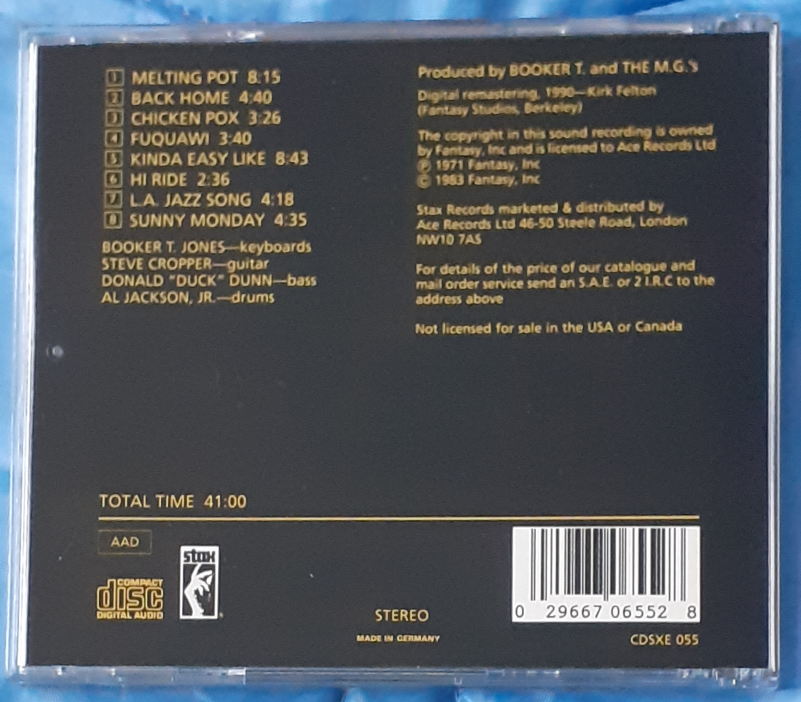 1 MELTING POT 8:15
2 BACK HOME 4:40
3 CHICKEN POX 3:26
4 FUQUAWI 3:40
5 KINDA EASY LIKE 8:43
6 HI RIDE 2:36
7 L.A. JAZZ SONG 4:18
8 SUNNY MONDAY 4:35
BOOKER T. JONES—keyboards
STEVE CROPPER—guitar
DONALD "DUCK" DUNN—bass
AL JACKSON, JR.—drums
Produced by BOOKER T. and THE M.G.'s
Digital remastering, 1990—Kirk Felton
(Fantasy Studios, Berkeley)
The copyright in this sound recording is owned
by Fantasy, Inc and is licensed to Ace Records Ltd
℗ 1971 Fantasy, Inc
© 1983 Fantasy, Inc
Stax Records marketed & distributed by
Ace Records Ltd 46-50 Steele Road, London
NW10 7AS
For details of the price of our catalogue and
mail order service send an S.A.E. or 2 I.R.C to the
address above
Not licensed for sale in the USA or Canada
TOTAL TIME 41:00
AAD
stax
COMPACT
disc
DIGITAL AUDIO
STEREO
MADE IN GERMANY
0 29667 06552 8
CDSXE 055